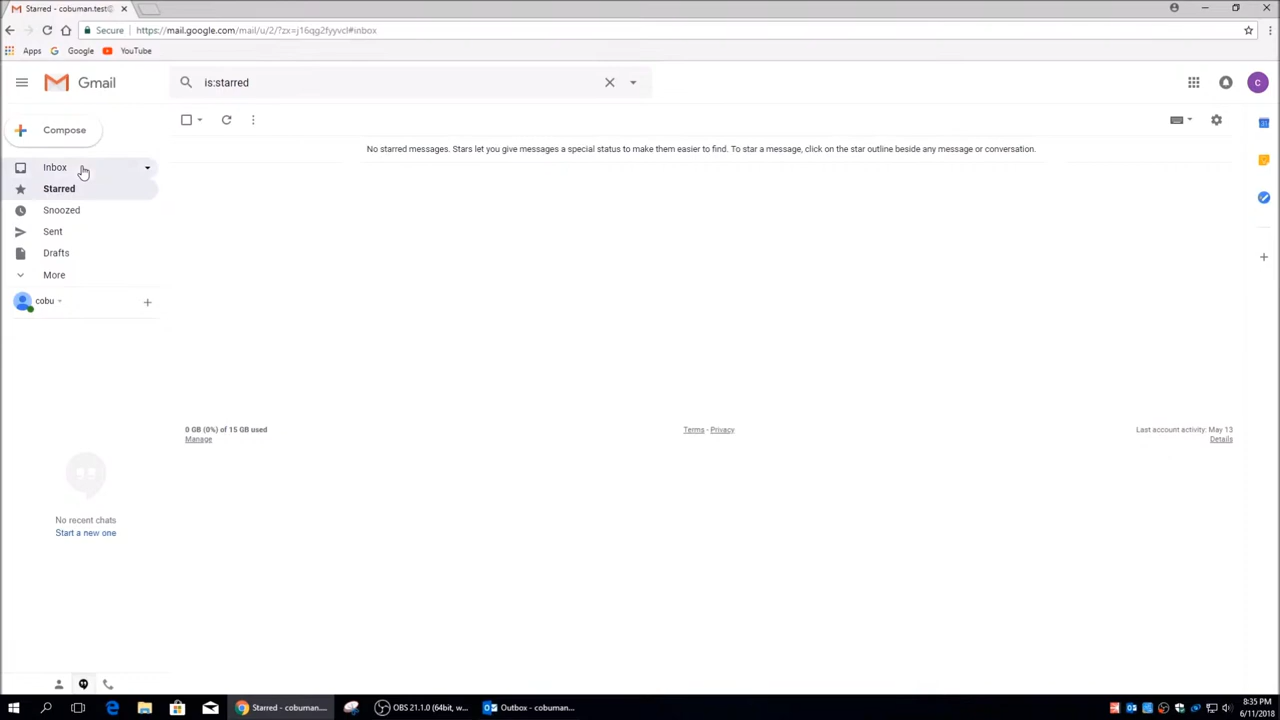 Starred - cobuman.test@
Secure
https://mail.google.com/mail/u/2/?zx=j16qg2fyyvcl#inbox
Apps
Google
YouTube
Gmail
is:starred
c
Compose
No starred messages. Stars let you give messages a special status to make them easier to find. To star a message, click on the star outline beside any message or conversation.
Inbox
Starred
Snoozed
Sent
Drafts
More
cobu
0 GB (0%) of 15 GB used
Manage
Terms - Privacy
Last account activity: May 13
Details
No recent chats
Start a new one
Starred - cobuman....
OBS 21.1.0 (64bit, w...
Outbox - cobuman...
8:35 PM
6/11/2018